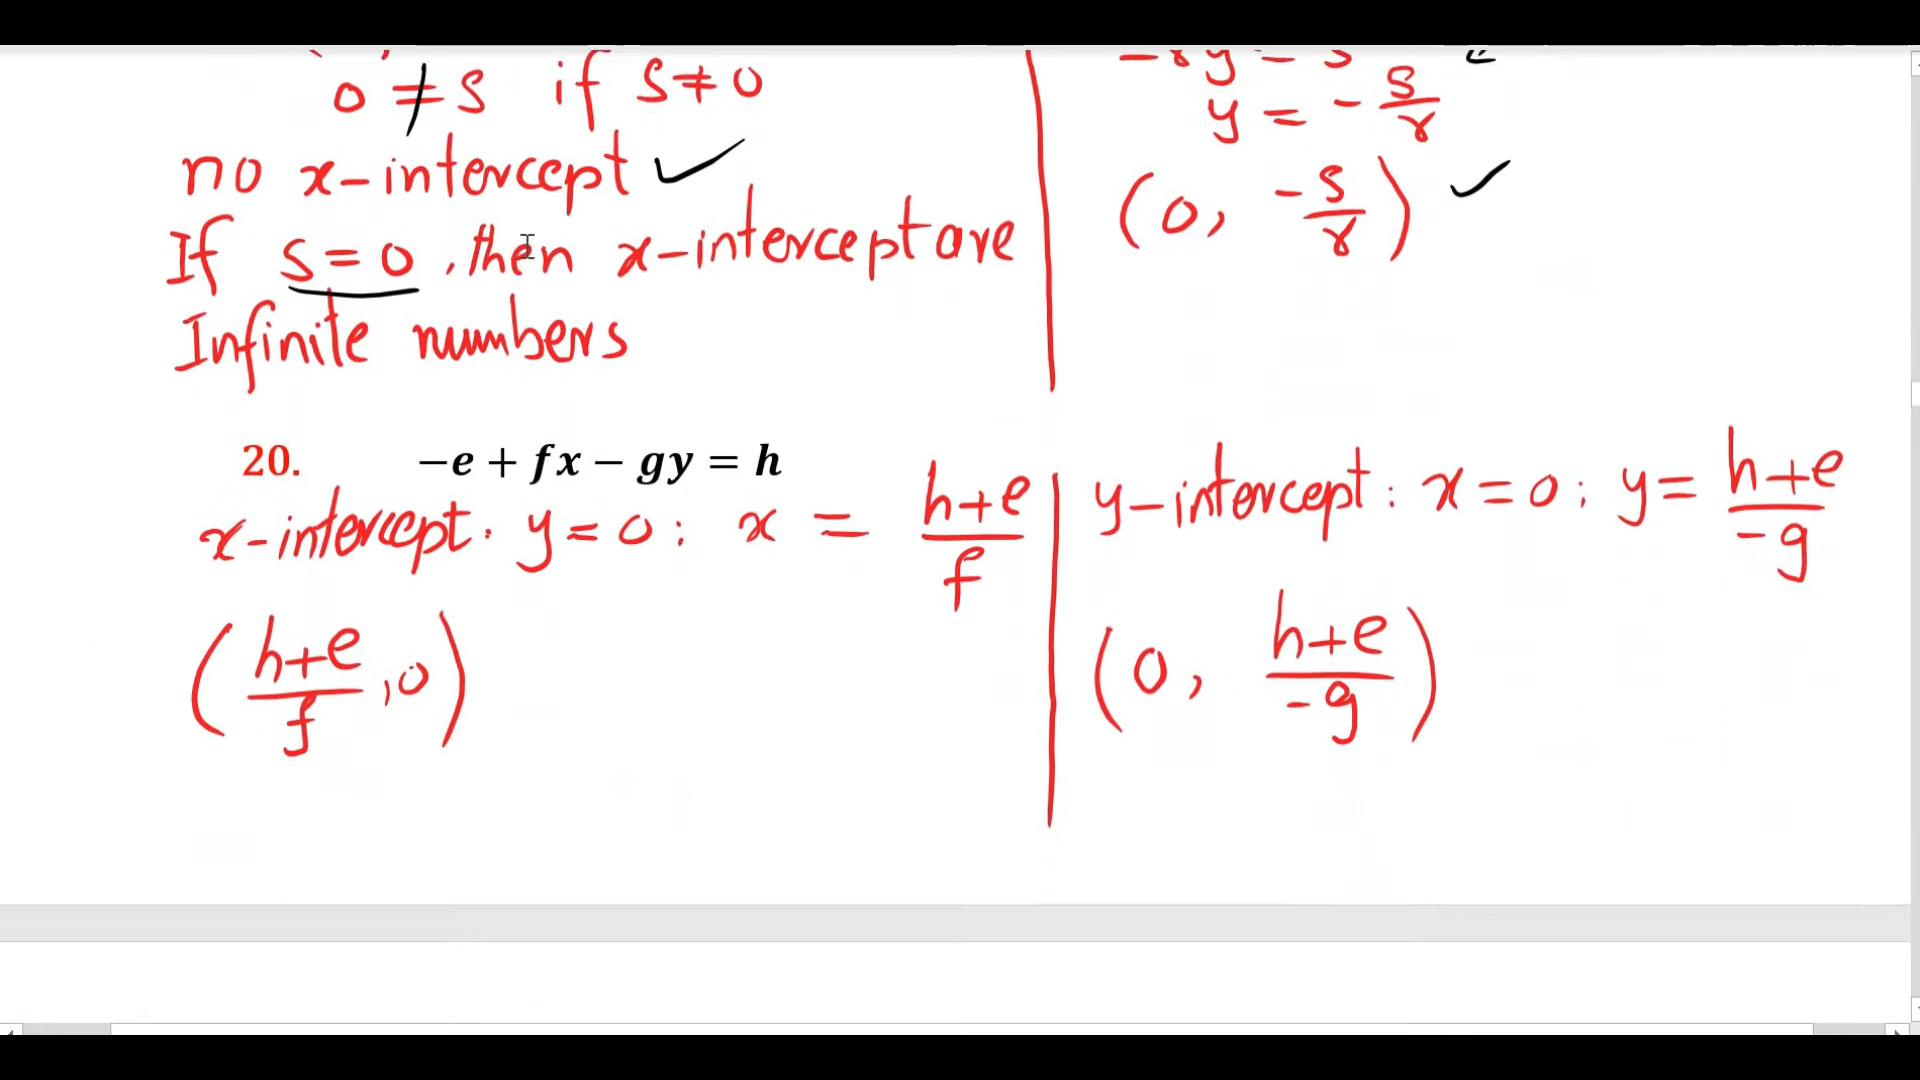 0 ≠ s if s ≠ 0
no x-intercept ✓
If s = 0, then x-intercept are
Infinite numbers
-ry = s
y = - s/r
(0, -s/r) ✓
20. -e + fx - gy = h
x-intercept. y = 0 : x = (h+e)/f
((h+e)/f, 0)
y-intercept : x = 0 ; y = (h+e)/-g
(0, (h+e)/-g)